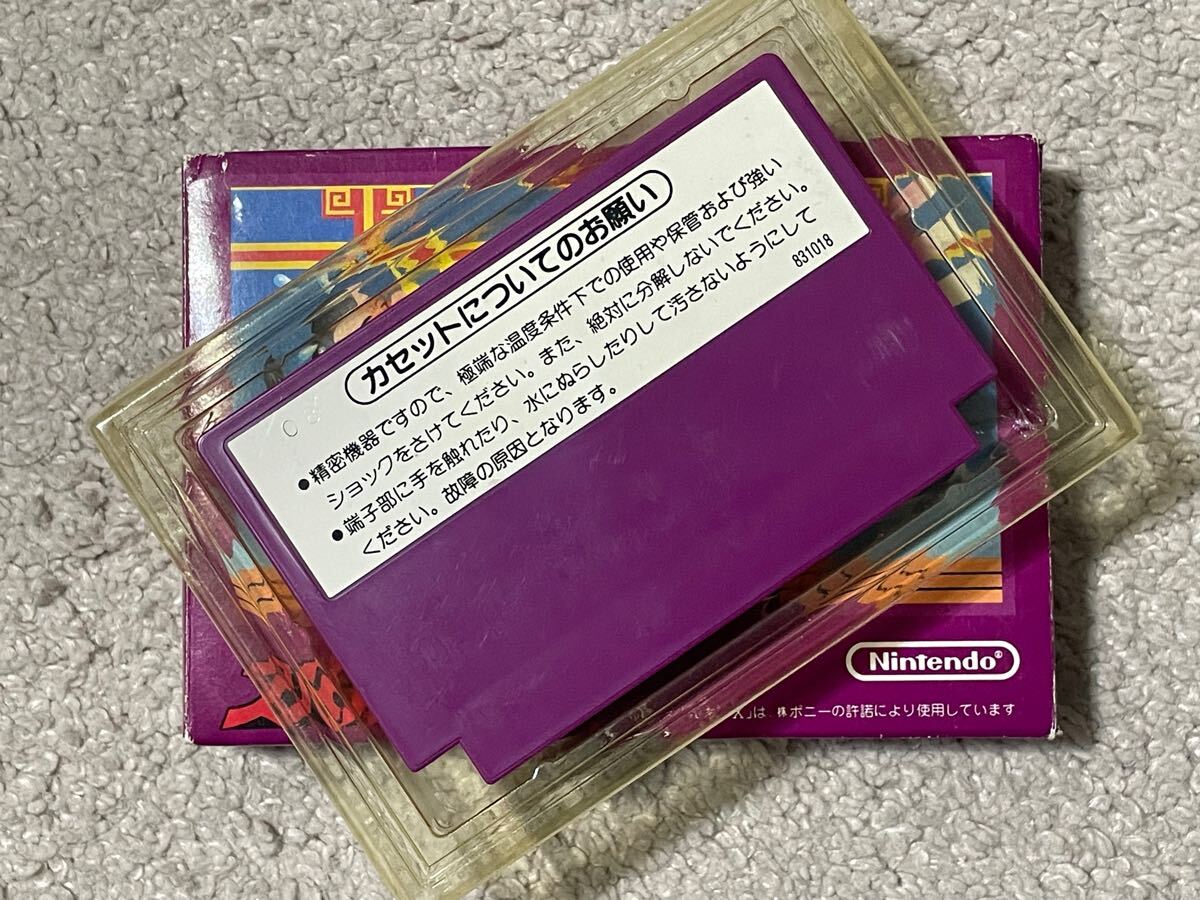 カセットについてのお願い
●精密機器ですので、極端な温度条件下での使用や保管および強い
ショックをさけてください。また、絶対に分解しないでください。
●端子部に手を触れたり、水にぬらしたりして汚さないようにして
ください。故障の原因となります。
831018
Nintendo®
」は、㈱ポニーの許諾により使用しています